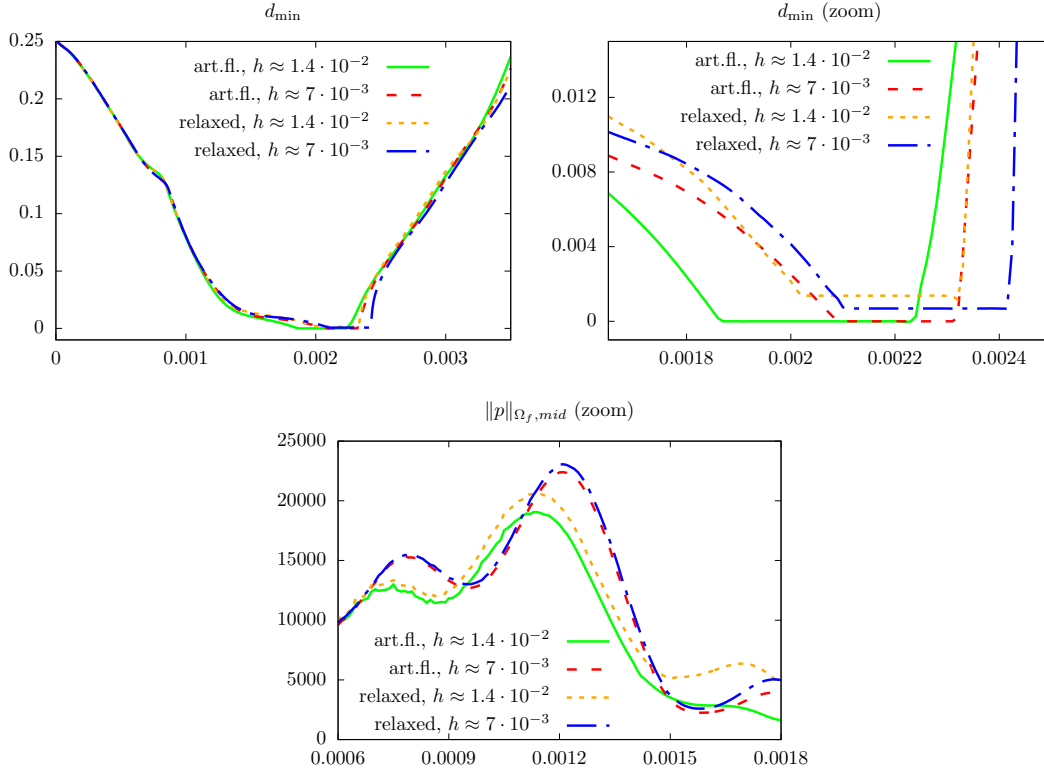 d_min
0.25
0.2
0.15
0.1
0.05
0
0
0.001
0.002
0.003
art.fl., h ≈ 1.4 · 10⁻²
art.fl., h ≈ 7 · 10⁻³
relaxed, h ≈ 1.4 · 10⁻²
relaxed, h ≈ 7 · 10⁻³
d_min (zoom)
0.012
0.008
0.004
0
0.0018
0.002
0.0022
0.0024
art.fl., h ≈ 1.4 · 10⁻²
art.fl., h ≈ 7 · 10⁻³
relaxed, h ≈ 1.4 · 10⁻²
relaxed, h ≈ 7 · 10⁻³
‖p‖_Ω_f,mid (zoom)
25000
20000
15000
10000
5000
0
0.0006
0.0009
0.0012
0.0015
0.0018
art.fl., h ≈ 1.4 · 10⁻²
art.fl., h ≈ 7 · 10⁻³
relaxed, h ≈ 1.4 · 10⁻²
relaxed, h ≈ 7 · 10⁻³